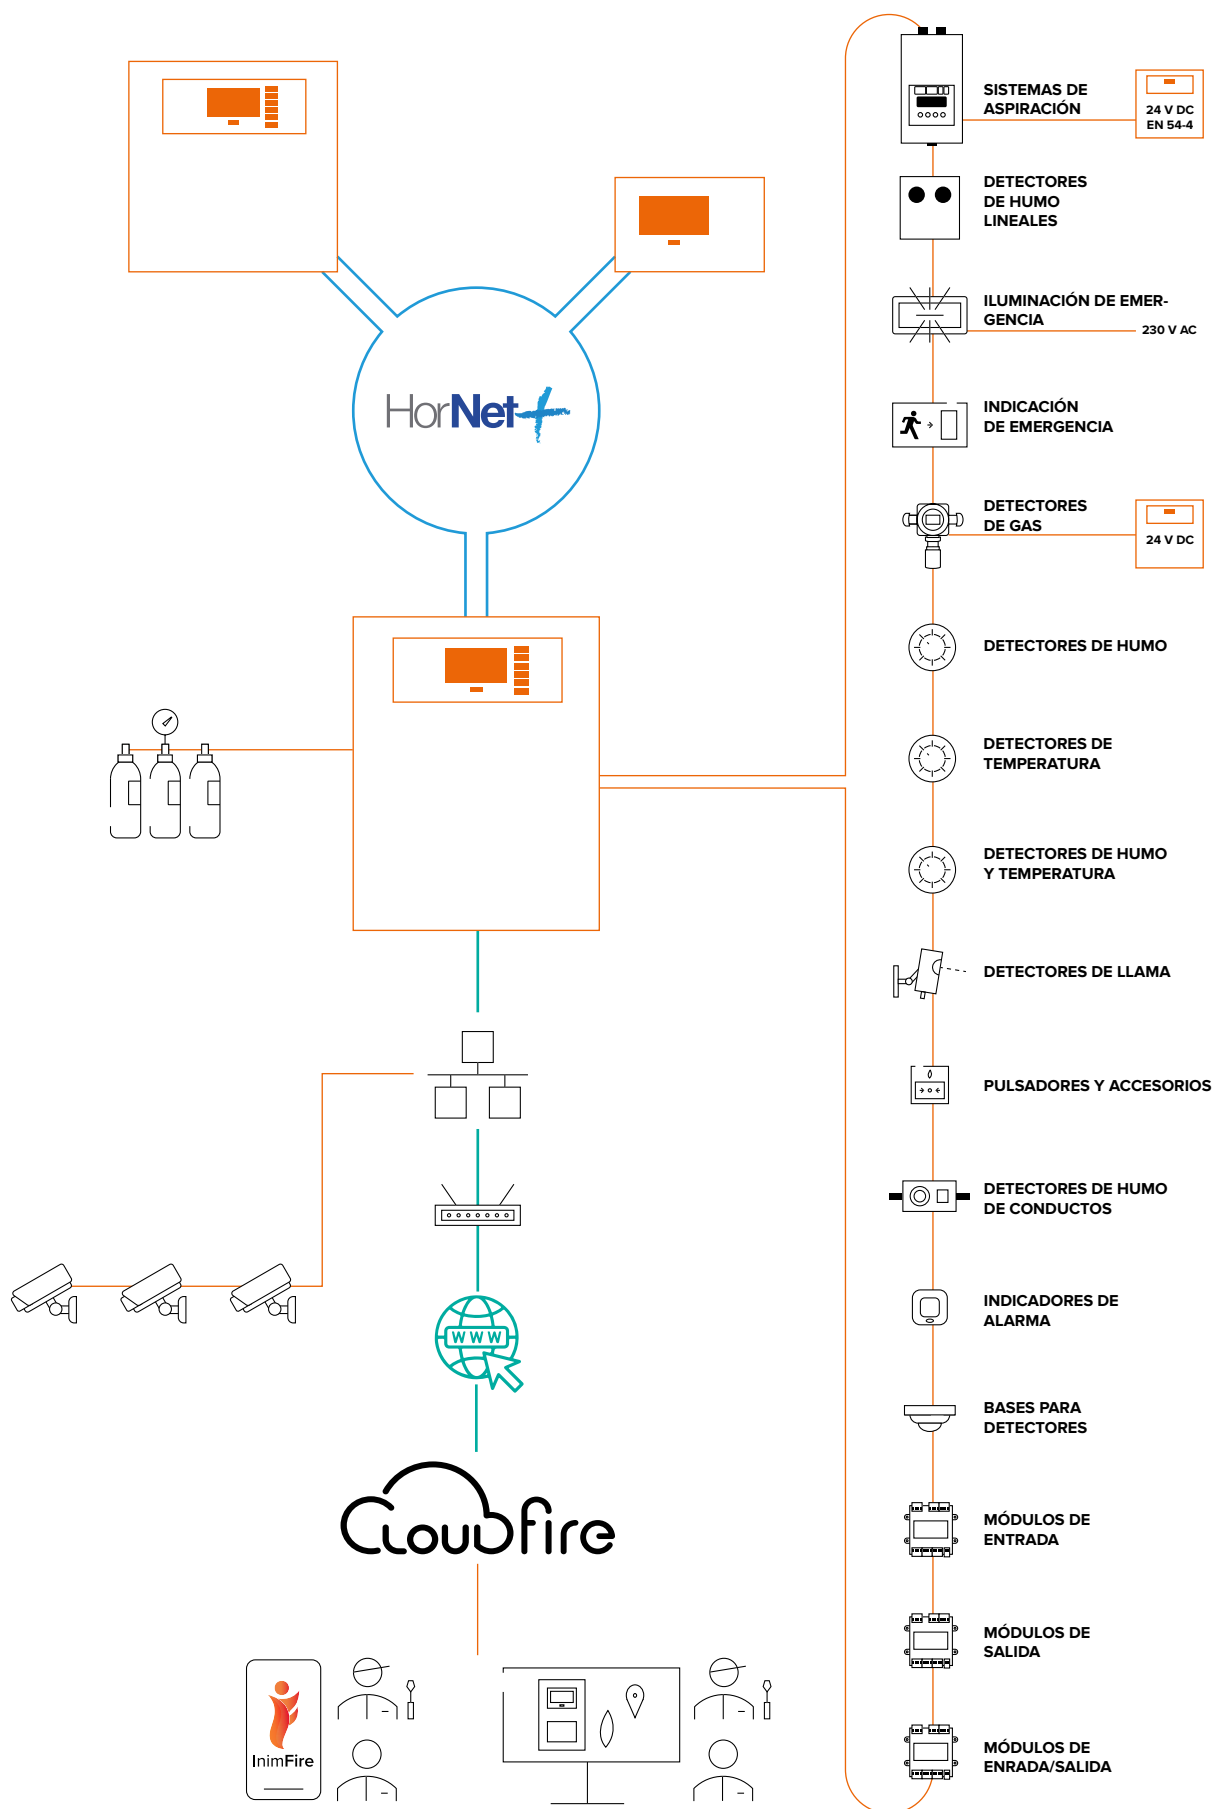 SISTEMAS DE
ASPIRACIÓN
24 V DC
EN 54-4
DETECTORES
DE HUMO
LINEALES
ILUMINACIÓN DE EMER-
GENCIA
230 V AC
HorNet+
INDICACIÓN
DE EMERGENCIA
DETECTORES
DE GAS
24 V DC
DETECTORES DE HUMO
DETECTORES DE
TEMPERATURA
DETECTORES DE HUMO
Y TEMPERATURA
DETECTORES DE LLAMA
PULSADORES Y ACCESORIOS
DETECTORES DE HUMO
DE CONDUCTOS
INDICADORES DE
ALARMA
WWW
BASES PARA
DETECTORES
CLOUDfire
MÓDULOS DE
ENTRADA
MÓDULOS DE
SALIDA
InimFire
MÓDULOS DE
ENRADA/SALIDA